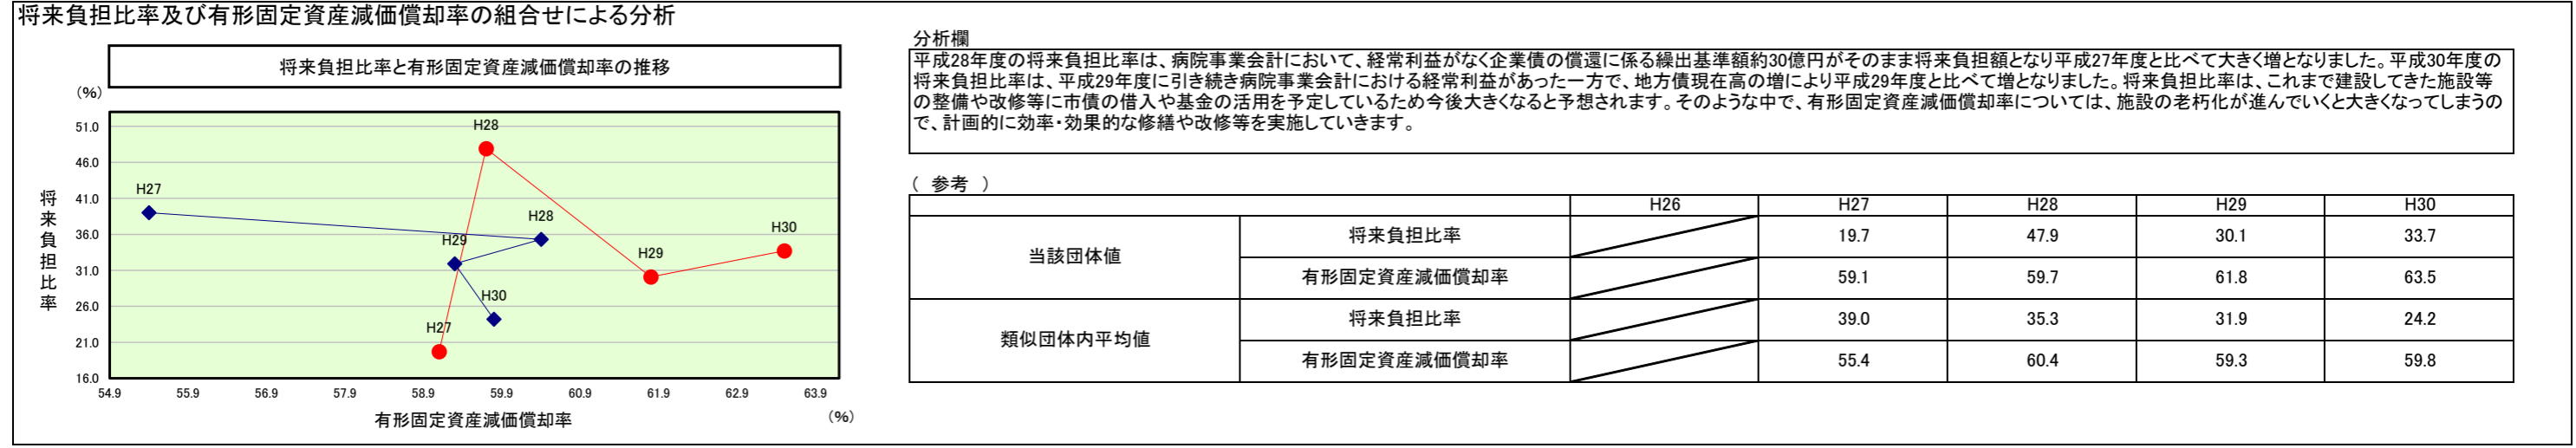 将来負担比率及び有形固定資産減価償却率の組合せによる分析
将来負担比率と有形固定資産減価償却率の推移
(%)
51.0
46.0
41.0
36.0
31.0
26.0
21.0
16.0
将来負担比率
H27
H28
H29
H30
H27
H28
H29
H30
54.9 55.9 56.9 57.9 58.9 59.9 60.9 61.9 62.9 63.9
有形固定資産減価償却率
(%)
分析欄
平成28年度の将来負担比率は、病院事業会計において、経常利益がなく企業債の償還に係る繰出基準額約30億円がそのまま将来負担額となり平成27年度と比べて大きく増となりました。平成30年度の
将来負担比率は、平成29年度に引き続き病院事業会計における経常利益があった一方で、地方債現在高の増により平成29年度と比べて増となりました。将来負担比率は、これまで建設してきた施設等
の整備や改修等に市債の借入や基金の活用を予定しているため今後大きくなると予想されます。そのような中で、有形固定資産減価償却率については、施設の老朽化が進んでいくと大きくなってしまうの
で、計画的に効率・効果的な修繕や改修等を実施していきます。
( 参考 )
H26 H27 H28 H29 H30
当該団体値
将来負担比率 19.7 47.9 30.1 33.7
有形固定資産減価償却率 59.1 59.7 61.8 63.5
類似団体内平均値
将来負担比率 39.0 35.3 31.9 24.2
有形固定資産減価償却率 55.4 60.4 59.3 59.8